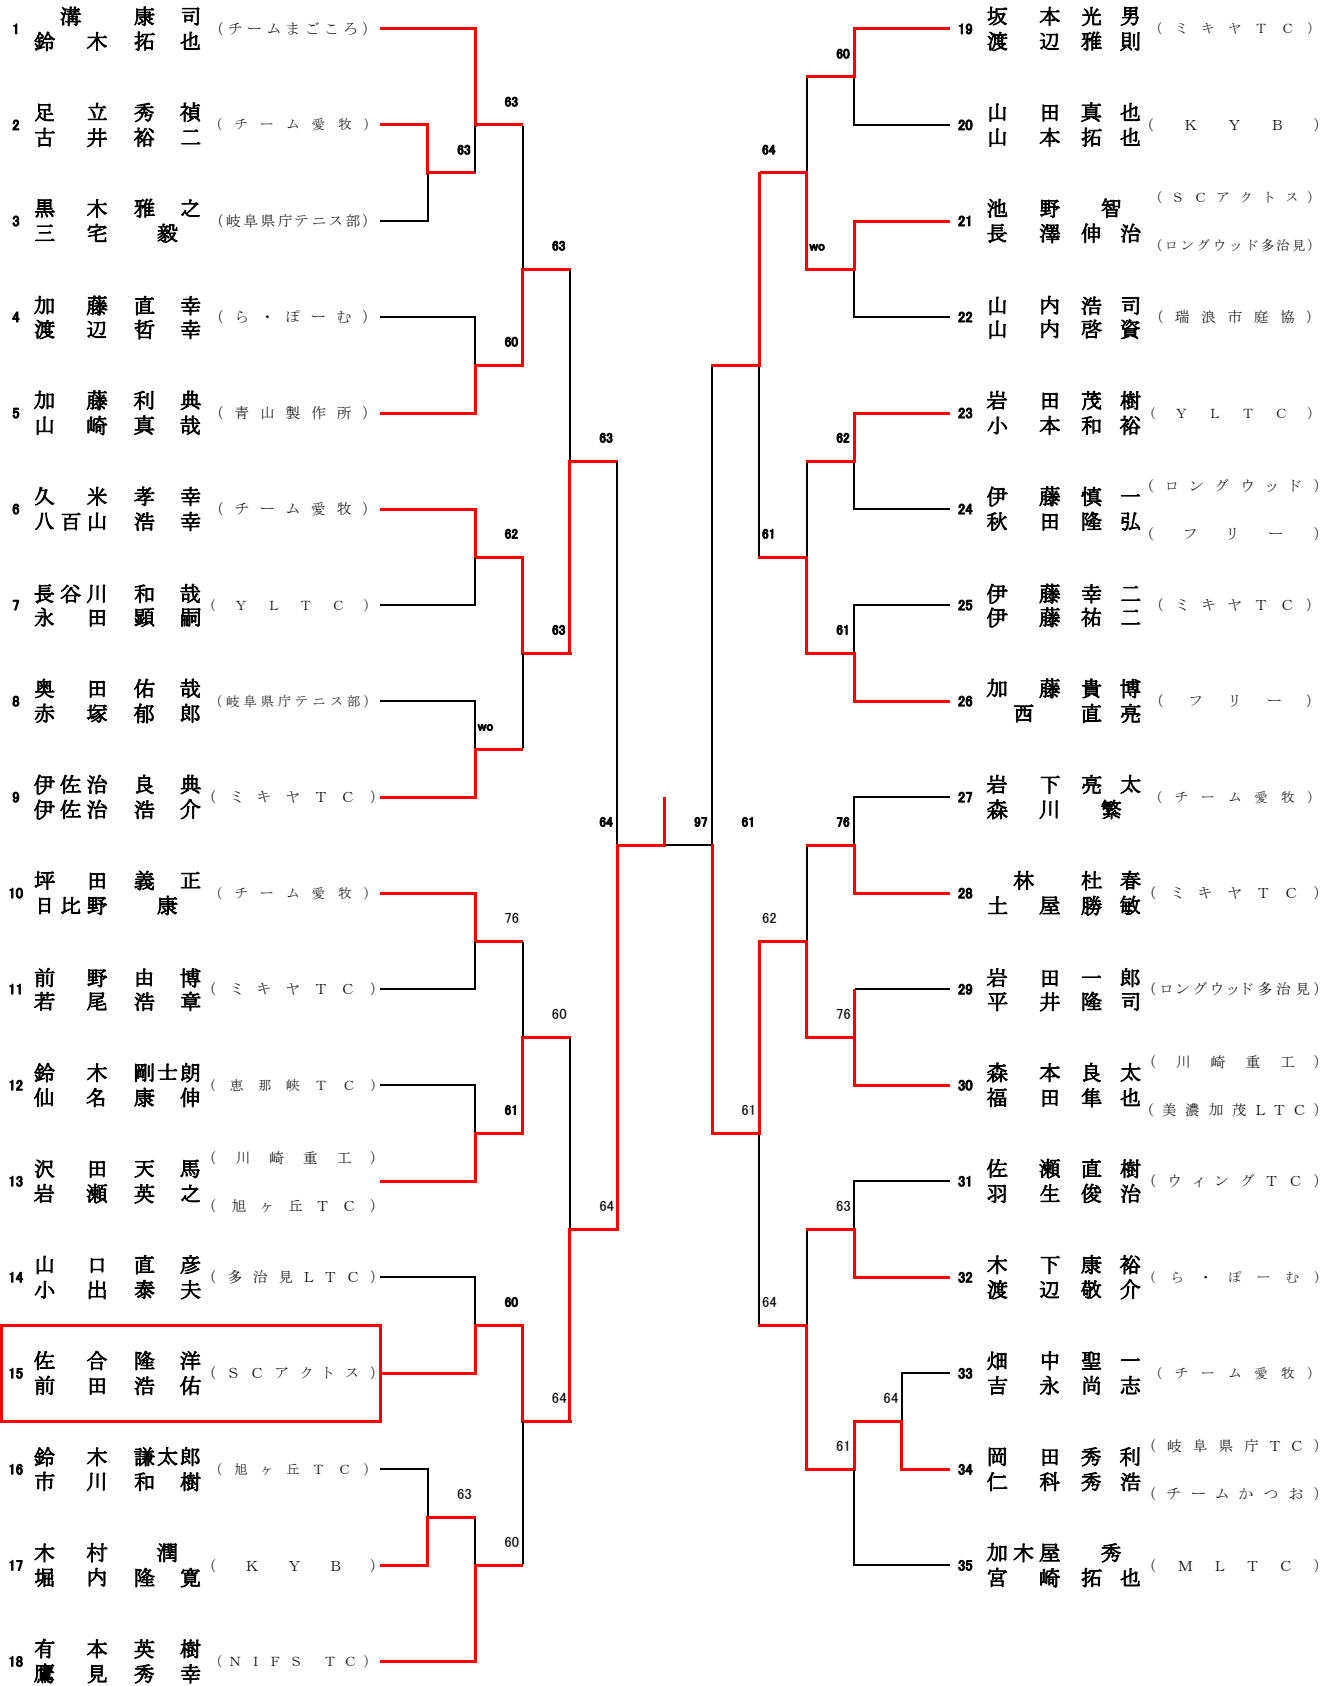 1 溝 康司 (チームまごころ)
鈴木拓也
2 足立秀禎 (チーム愛牧)
古井裕二
63
63
3 黒木雅之 (岐阜県庁テニス部)
三宅 毅
63
4 加藤直幸 (ら・ぽーむ)
渡辺哲幸
60
5 加藤利典 (青山製作所)
山崎真哉
63
6 久米孝幸 (チーム愛牧)
八百山浩幸
62
7 長谷川和哉 (YLTC)
永田顕嗣
63
8 奥田佑哉 (岐阜県庁テニス部)
赤塚郁郎
wo
9 伊佐治良典 (ミキヤTC)
伊佐治浩介
64
10 坪田義正 (チーム愛牧)
日比野 康
76
11 前野由博 (ミキヤTC)
若尾浩章
60
12 鈴木剛士朗 (恵那峡TC)
仙名康伸
61
13 沢田天馬 (川崎重工)
岩瀬英之 (旭ヶ丘TC)
64
14 山口直彦 (多治見LTC)
小出泰夫
60
15 佐合隆洋 (SCアクトス)
前田浩佑
64
16 鈴木謙太郎 (旭ヶ丘TC)
市川和樹
63
17 木村 潤 (KYB)
堀内隆寛
60
18 有本英樹 (NIFS TC)
鷹見秀幸
97
19 坂本光男 (ミキヤTC)
渡辺雅則
60
20 山田真也 (KYB)
山本拓也
64
21 池野 智 (SCアクトス)
長澤伸治 (ロングウッド多治見)
wo
22 山内浩司 (瑞浪市庭協)
山内啓資
23 岩田茂樹 (YLTC)
小本和裕
62
24 伊藤慎一 (ロングウッド)
秋田隆弘 (フリー)
61
25 伊藤幸二 (ミキヤTC)
伊藤祐二
61
26 加藤貴博 (フリー)
西 直亮
27 岩下亮太 (チーム愛牧)
森川 繁
61
76
28 林 杜春 (ミキヤTC)
土屋勝敏
62
29 岩田一郎 (ロングウッド多治見)
平井隆司
76
30 森本良太 (川崎重工)
福田隼也 (美濃加茂LTC)
61
31 佐瀬直樹 (ウィングTC)
羽生俊治
63
32 木下康裕 (ら・ぽーむ)
渡辺敬介
64
33 畑中聖一 (チーム愛牧)
吉永尚志
64
61
34 岡田秀利 (岐阜県庁TC)
仁科秀浩 (チームかつお)
35 加木屋 秀 (MLTC)
宮崎拓也